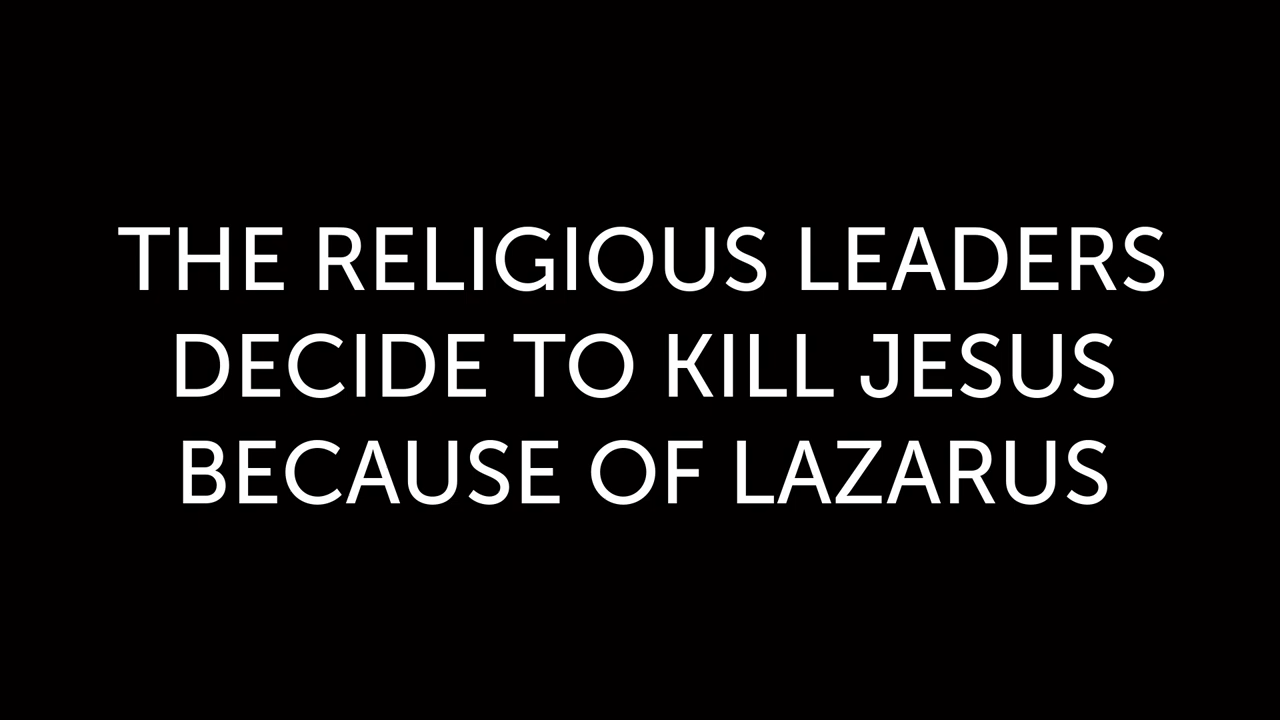 THE RELIGIOUS LEADERS
DECIDE TO KILL JESUS
BECAUSE OF LAZARUS